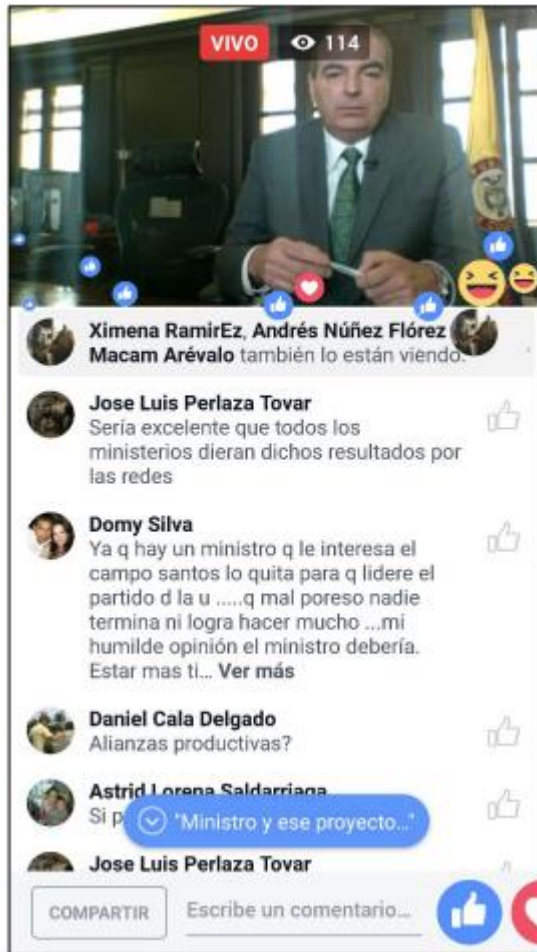 VIVO 114
Ximena RamirEz, Andrés Núñez Flórez
Macam Arévalo también lo están viendo.
Jose Luis Perlaza Tovar
Sería excelente que todos los
ministerios dieran dichos resultados por
las redes
Domy Silva
Ya q hay un ministro q le interesa el
campo santos lo quita para q lidere el
partido d la u .....q mal poreso nadie
termina ni logra hacer mucho ...mi
humilde opinión el ministro debería.
Estar mas ti... Ver más
Daniel Cala Delgado
Alianzas productivas?
Astrid Lorena Saldarriaga
Si
"Ministro y ese proyecto..."
Jose Luis Perlaza Tovar
COMPARTIR
Escribe un comentario...